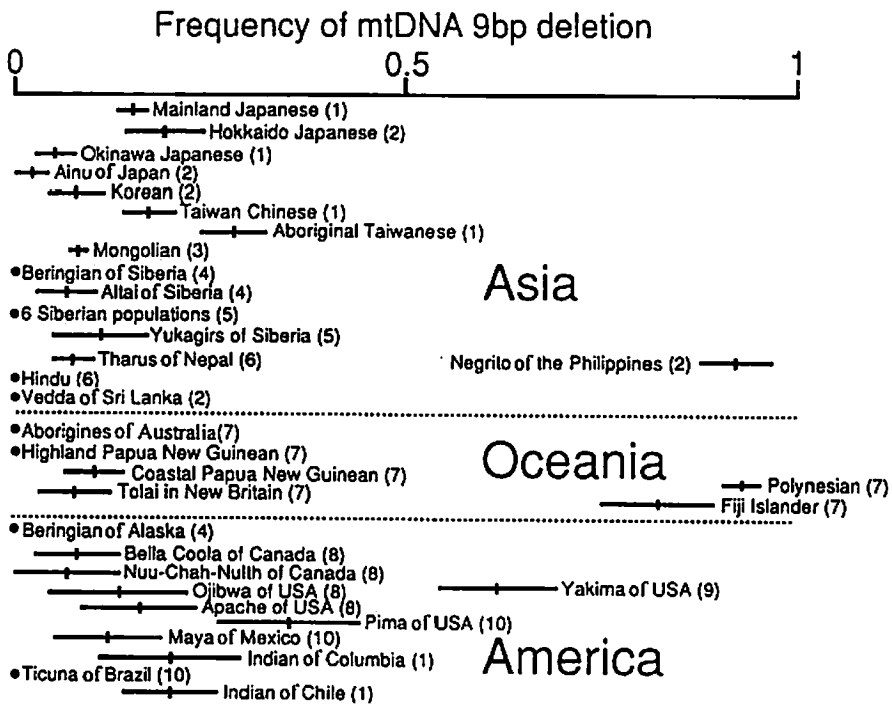 Frequency of mtDNA 9bp deletion
0 0.5 1
Mainland Japanese (1)
Hokkaido Japanese (2)
Okinawa Japanese (1)
Ainu of Japan (2)
Korean (2)
Taiwan Chinese (1)
Aboriginal Taiwanese (1)
Mongolian (3)
Beringian of Siberia (4)
Asia
Altai of Siberia (4)
6 Siberian populations (5)
Yukagirs of Siberia (5)
Tharus of Nepal (6)
Negrito of the Philippines (2)
Hindu (6)
Vedda of Sri Lanka (2)
Aborigines of Australia(7)
Highland Papua New Guinean (7)
Oceania
Coastal Papua New Guinean (7)
Polynesian (7)
Tolai in New Britain (7)
Fiji Islander (7)
Beringian of Alaska (4)
Bella Coola of Canada (8)
Nuu-Chah-Nulth of Canada (8)
Ojibwa of USA (8)
Yakima of USA (9)
Apache of USA (8)
Pima of USA (10)
Maya of Mexico (10)
Indian of Columbia (1)
America
Ticuna of Brazil (10)
Indian of Chile (1)